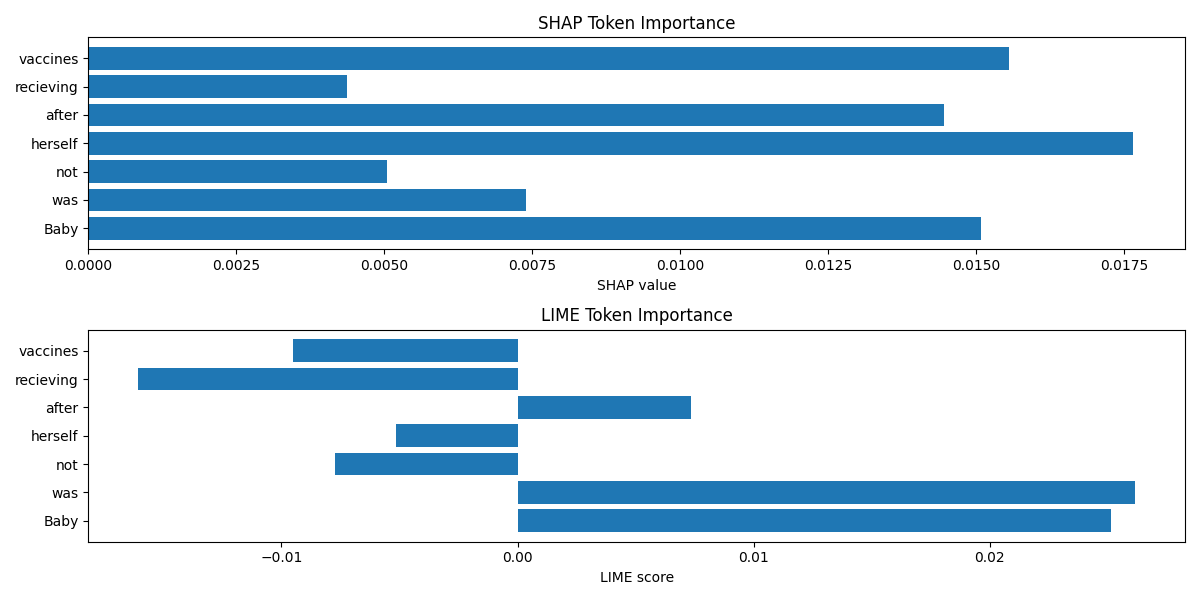 SHAP Token Importance
vaccines
recieving
after
herself
not
was
Baby
0.0000 0.0025 0.0050 0.0075 0.0100 0.0125 0.0150 0.0175
SHAP value
LIME Token Importance
vaccines
recieving
after
herself
not
was
Baby
−0.01 0.00 0.01 0.02
LIME score